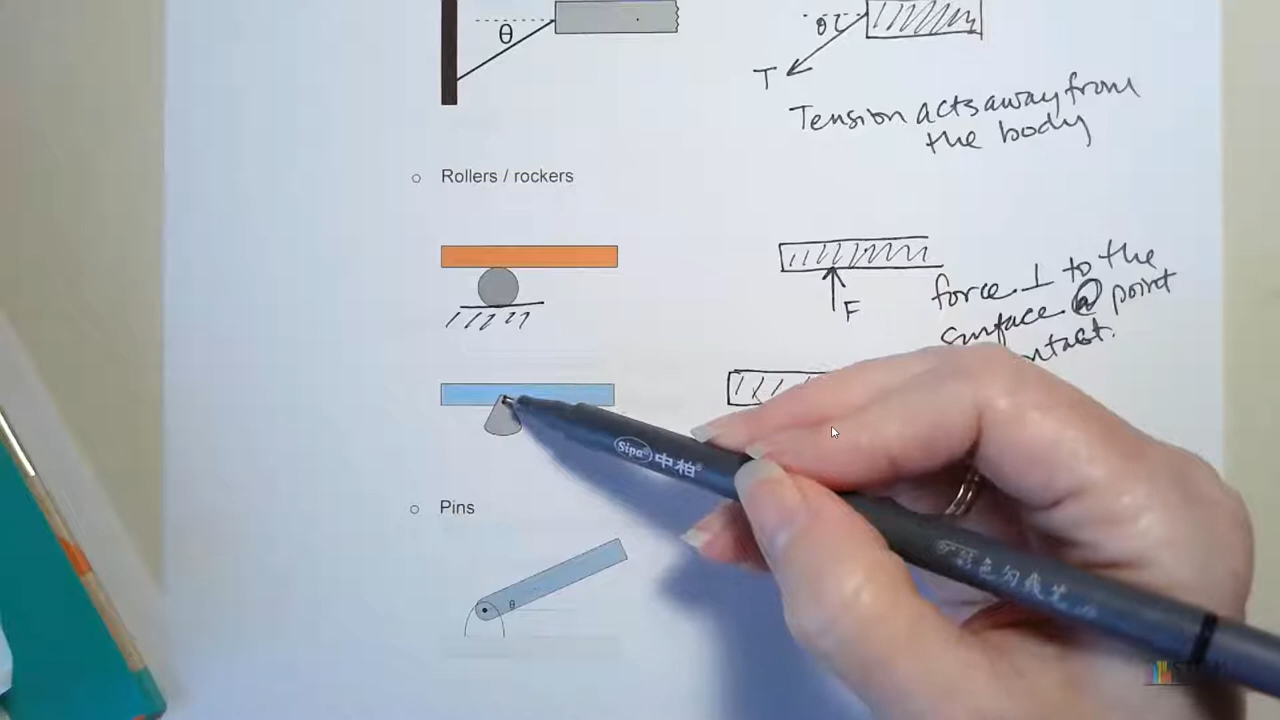 θ
θ
T
Tension acts away from
the body
Rollers / rockers
force ⊥ to the
surface @ point
F
Sipa 中柏
Pins
θ